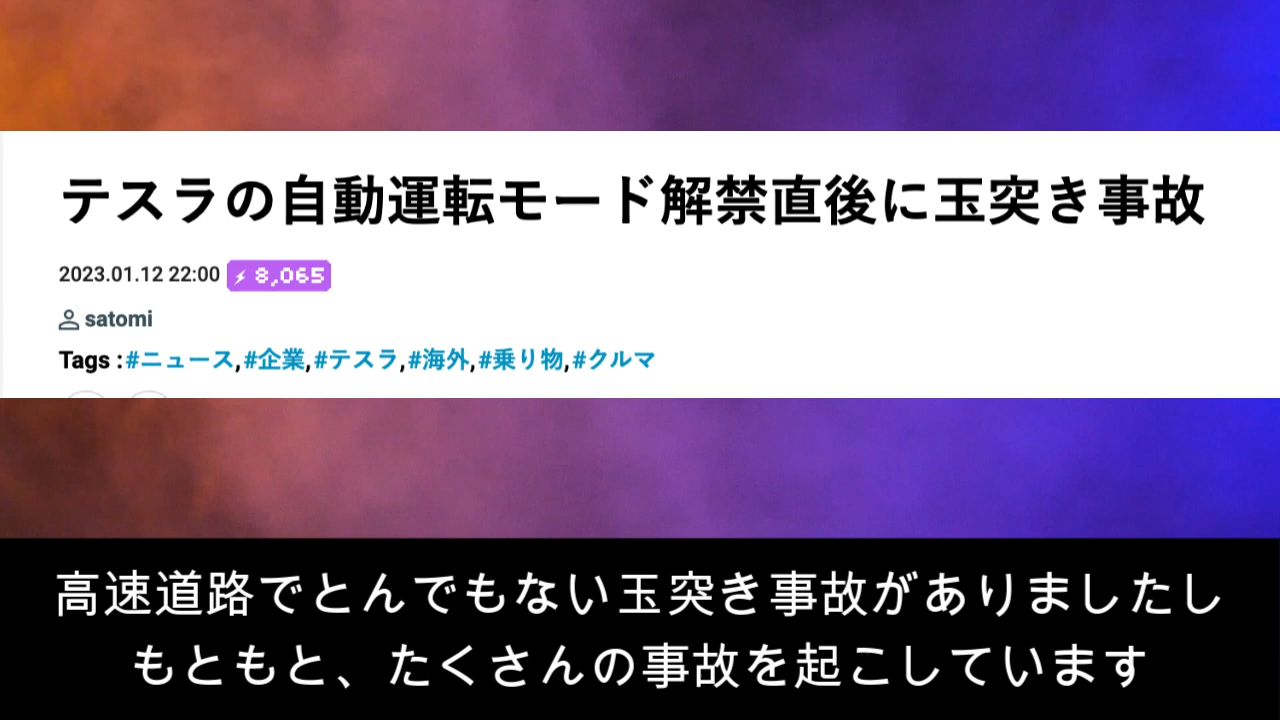 テスラの自動運転モード解禁直後に玉突き事故
2023.01.12 22:00 8,065
satomi
Tags : #ニュース, #企業, #テスラ, #海外, #乗り物, #クルマ
高速道路でとんでもない玉突き事故がありましたし
もともと、たくさんの事故を起こしています